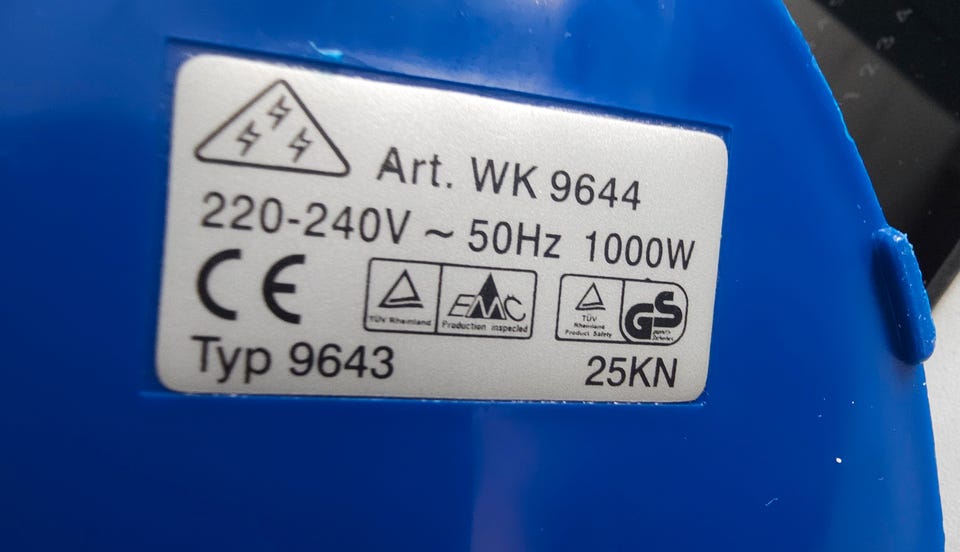 Art. WK 9644
220-240V ~ 50Hz 1000W
CE
TÜV Rheinland
EMC
Production inspected
TÜV
Rheinland
Product Safety
GS
Typ 9643
25KN